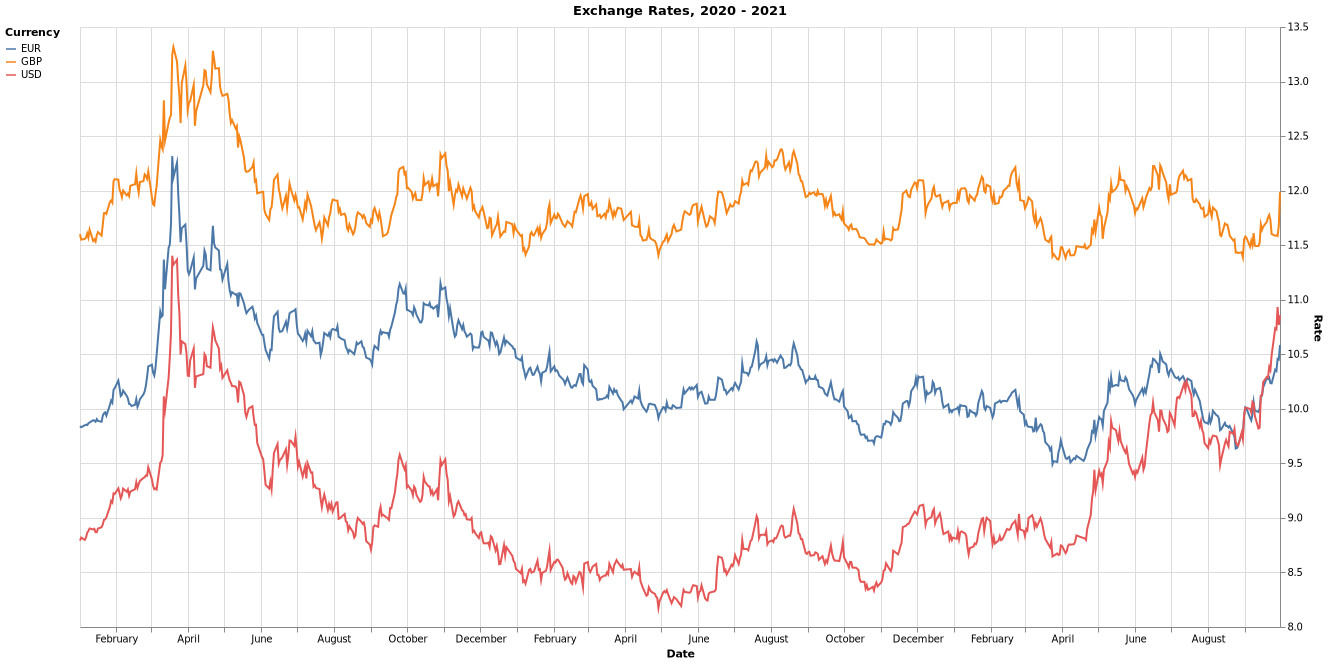 Exchange Rates, 2020 - 2021
Currency
EUR
GBP
USD
13.5
13.0
12.5
12.0
11.5
11.0
10.5
10.0
9.5
9.0
8.5
8.0
Rate
February April June August October December February April June August October December February April June August
Date